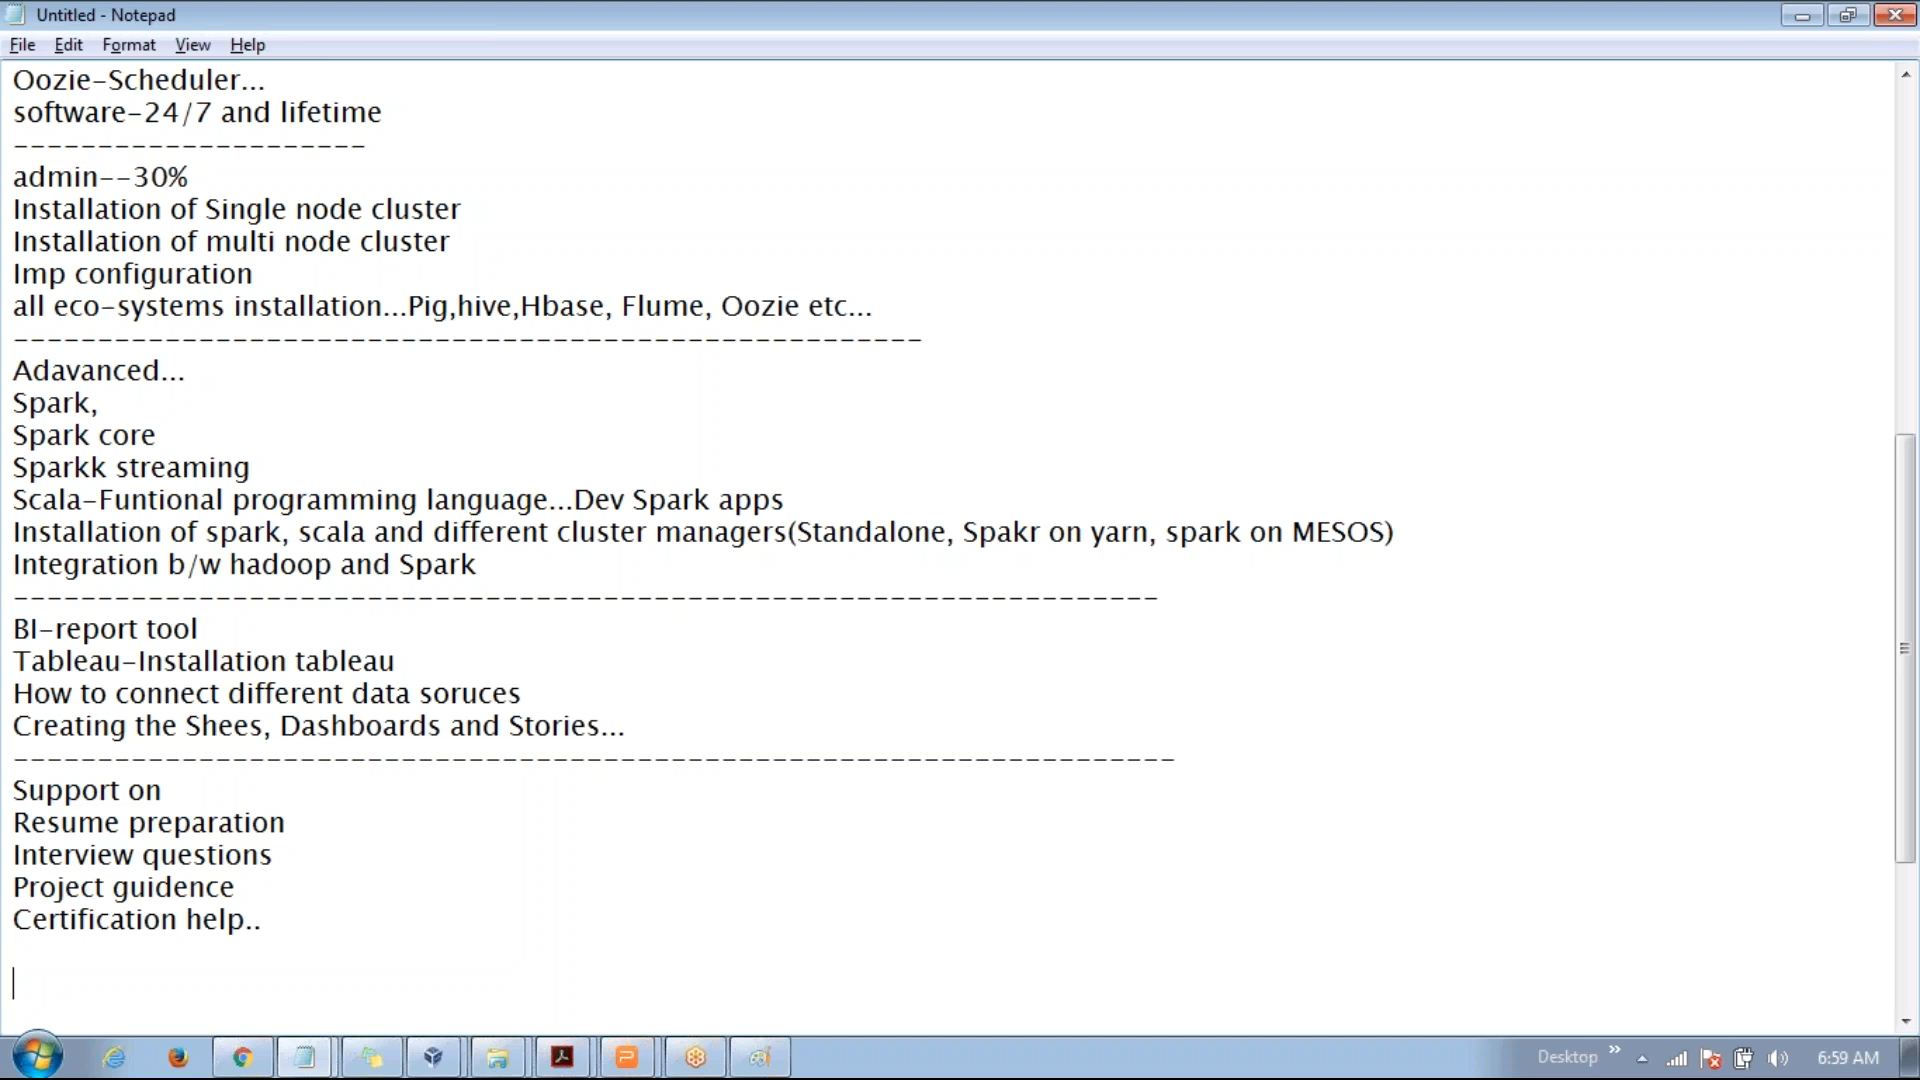 Untitled - Notepad
File Edit Format View Help
Oozie-Scheduler...
software-24/7 and lifetime
---------------------
admin--30%
Installation of Single node cluster
Installation of multi node cluster
Imp configuration
all eco-systems installation...Pig,hive,Hbase, Flume, Oozie etc...
------------------------------------------------------
Adavanced...
Spark,
Spark core
Sparkk streaming
Scala-Funtional programming language...Dev Spark apps
Installation of spark, scala and different cluster managers(Standalone, Spakr on yarn, spark on MESOS)
Integration b/w hadoop and Spark
--------------------------------------------------------------------
BI-report tool
Tableau-Installation tableau
How to connect different data soruces
Creating the Shees, Dashboards and Stories...
---------------------------------------------------------------------
Support on
Resume preparation
Interview questions
Project guidence
Certification help..
Desktop » 6:59 AM